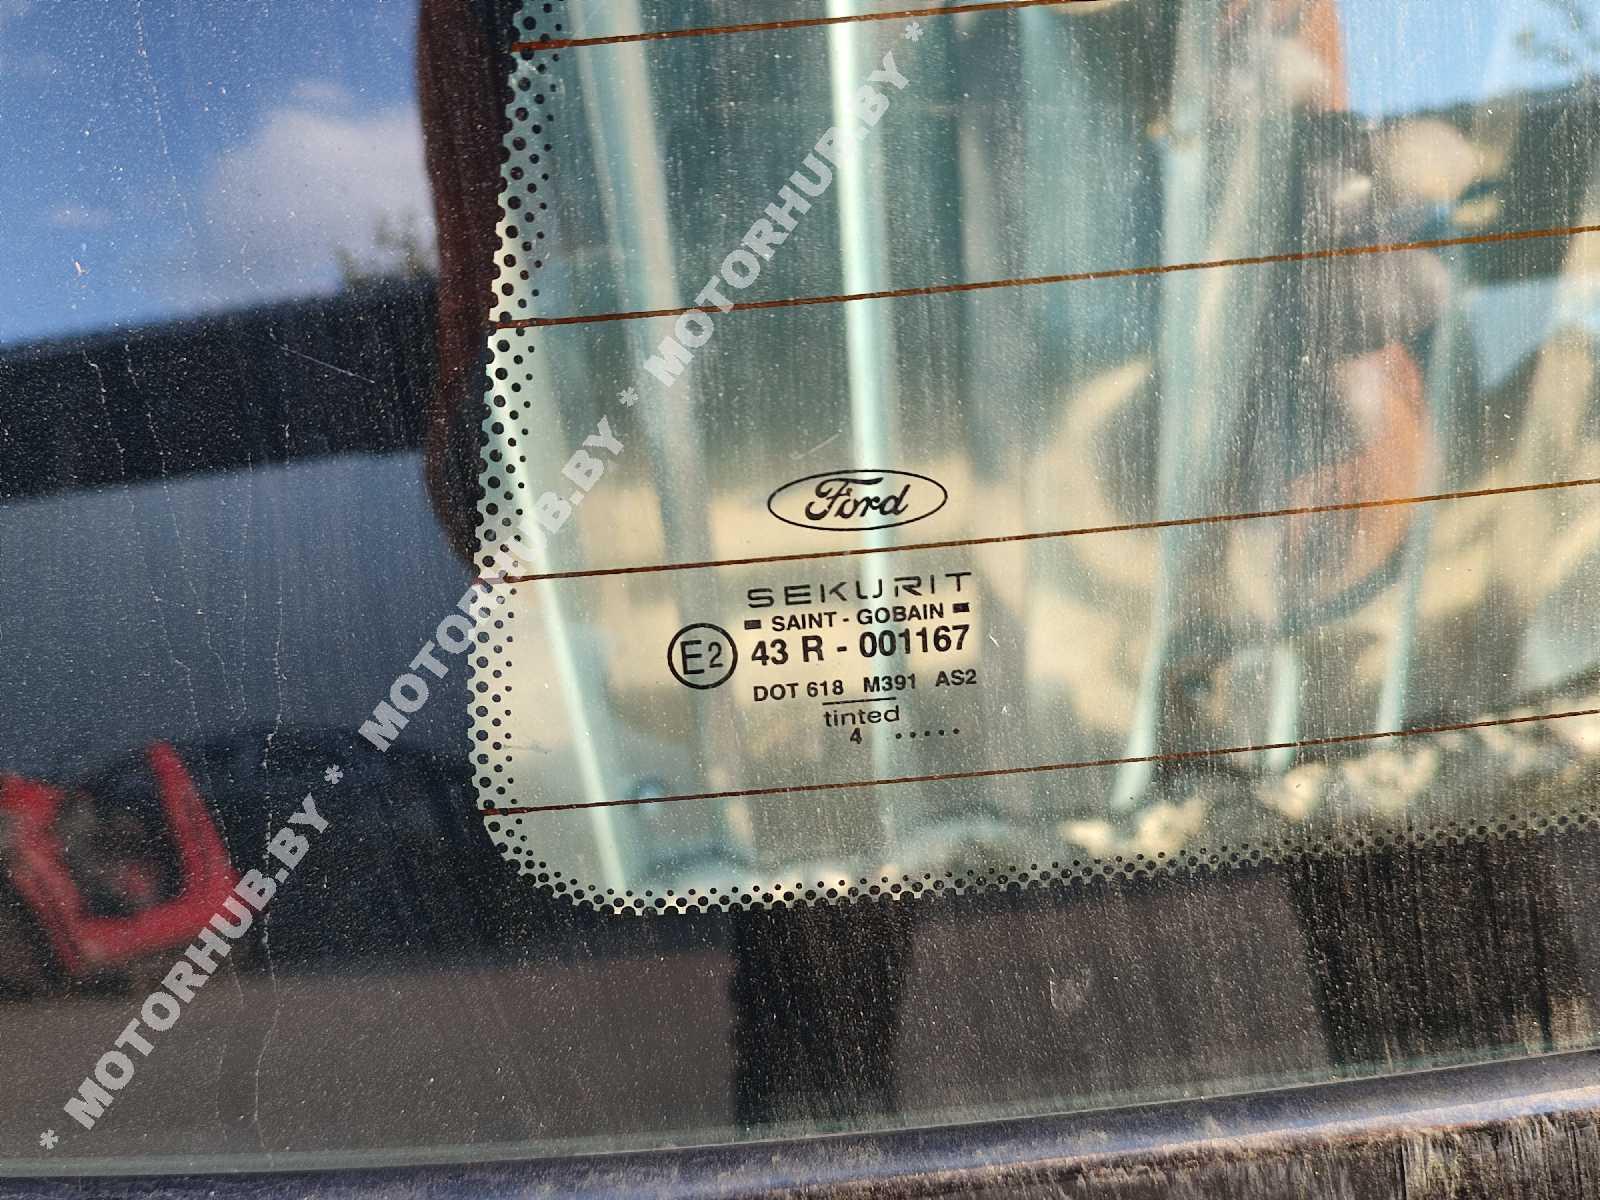 Ford
SEKURIT
SAINT - GOBAIN
E2
43 R - 001167
DOT 618 M391 AS2
tinted
4 .....
* MOTORHUB.BY * MOTORHUB.BY * MOTORHUB.BY *